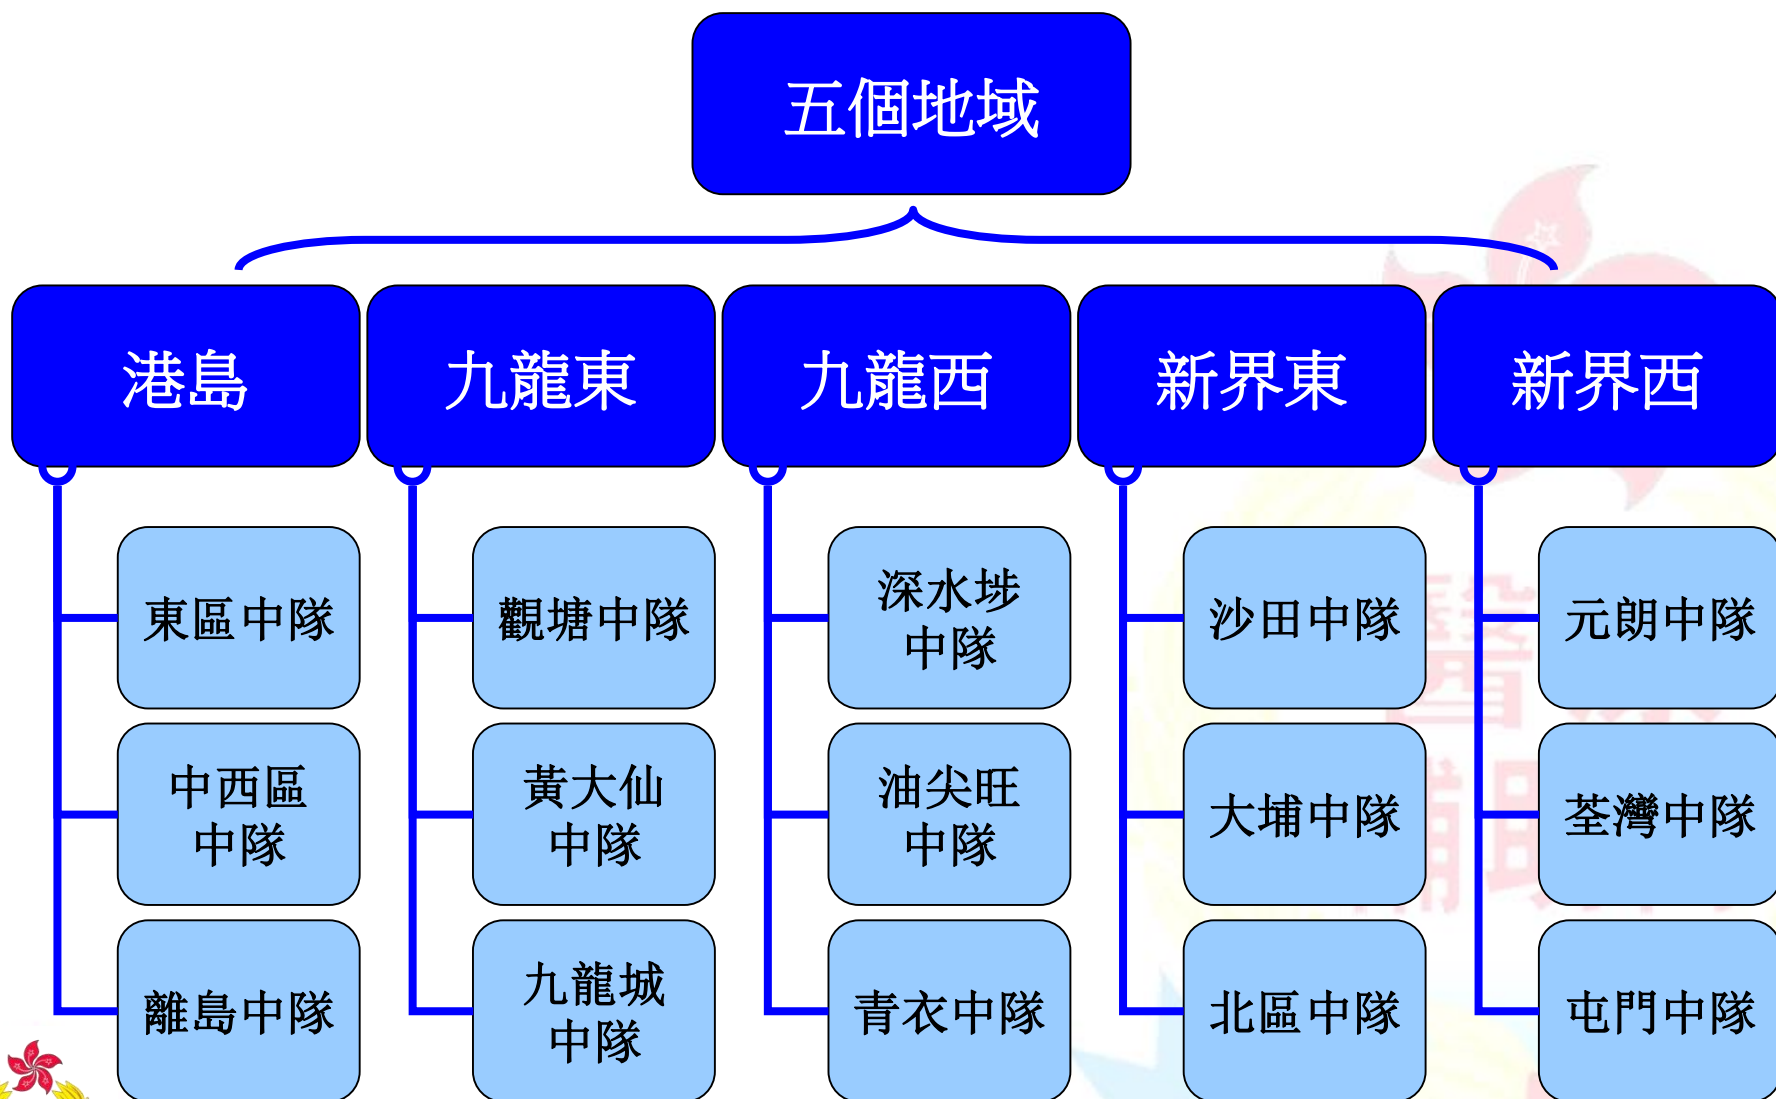 五個地域
港島
九龍東
九龍西
新界東
新界西
東區中隊
中西區
中隊
離島中隊
觀塘中隊
黃大仙
中隊
九龍城
中隊
深水埗
中隊
油尖旺
中隊
青衣中隊
沙田中隊
大埔中隊
北區中隊
元朗中隊
荃灣中隊
屯門中隊